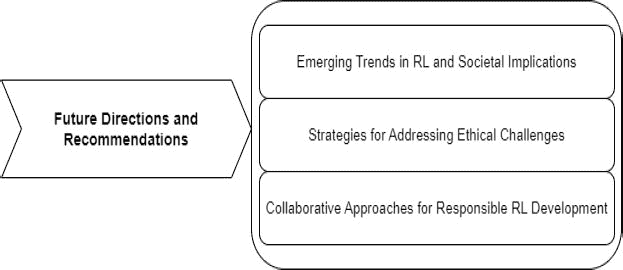 Future Directions and
Recommendations
Emerging Trends in RL and Societal Implications
Strategies for Addressing Ethical Challenges
Collaborative Approaches for Responsible RL Development